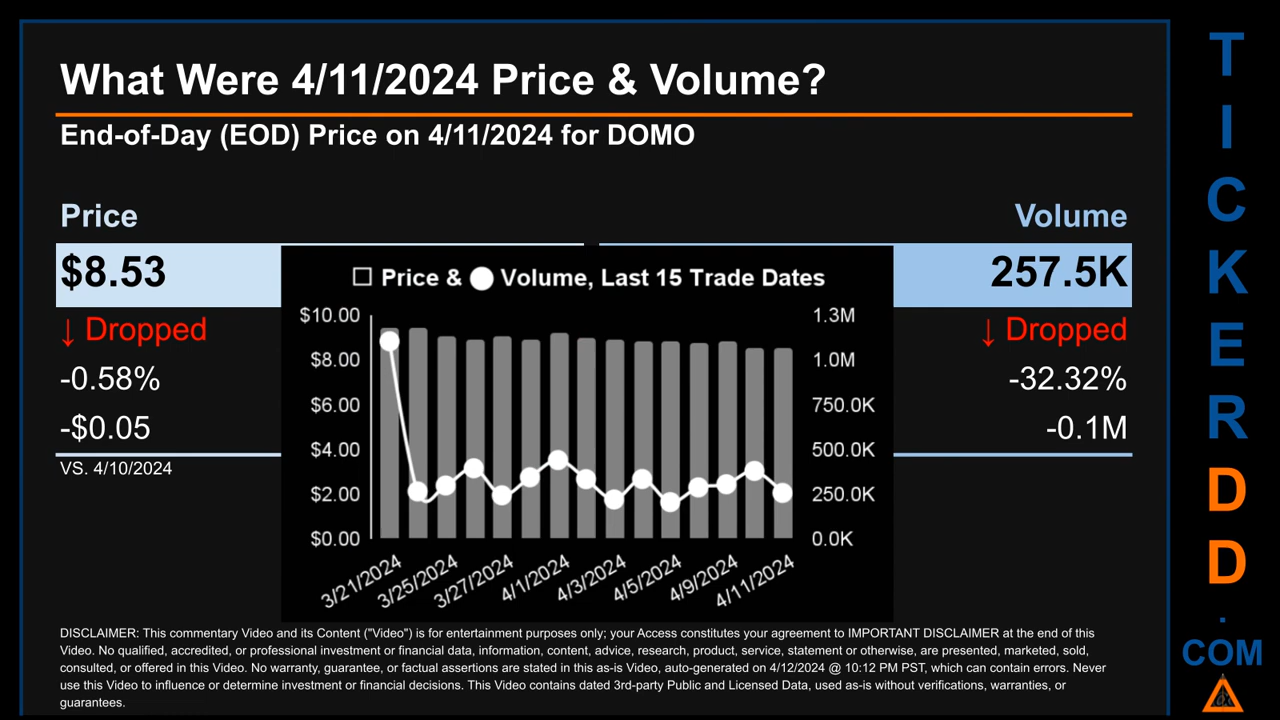 What Were 4/11/2024 Price & Volume?
End-of-Day (EOD) Price on 4/11/2024 for DOMO
Price
Volume
$8.53
257.5K
↓ Dropped
↓ Dropped
-0.58%
-32.32%
-$0.05
-0.1M
VS. 4/10/2024
Price & Volume, Last 15 Trade Dates
$10.00
$8.00
$6.00
$4.00
$2.00
$0.00
1.3M
1.0M
750.0K
500.0K
250.0K
0.0K
3/21/2024
3/25/2024
3/27/2024
4/1/2024
4/3/2024
4/5/2024
4/9/2024
4/11/2024
DISCLAIMER: This commentary Video and its Content ("Video") is for entertainment purposes only; your Access constitutes your agreement to IMPORTANT DISCLAIMER at the end of this
Video. No qualified, accredited, or professional investment or financial data, information, content, advice, research, product, service, statement or otherwise, are presented, marketed, sold,
consulted, or offered in this Video. No warranty, guarantee, or factual assertions are stated in this as-is Video, auto-generated on 4/12/2024 @ 10:12 PM PST, which can contain errors. Never
use this Video to influence or determine investment or financial decisions. This Video contains dated 3rd-party Public and Licensed Data, used as-is without verifications, warranties, or
guarantees.
T
I
C
K
E
R
D
D
.
COM